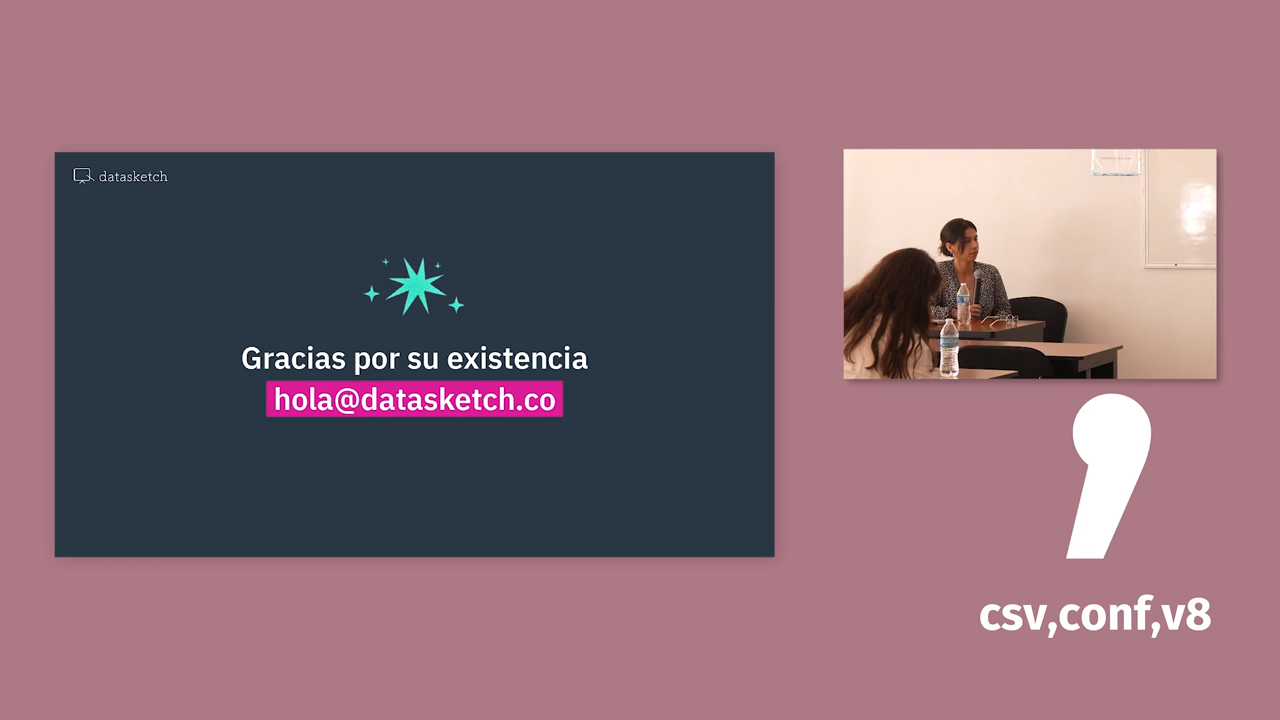 datasketch
Gracias por su existencia
hola@datasketch.co
csv,conf,v8